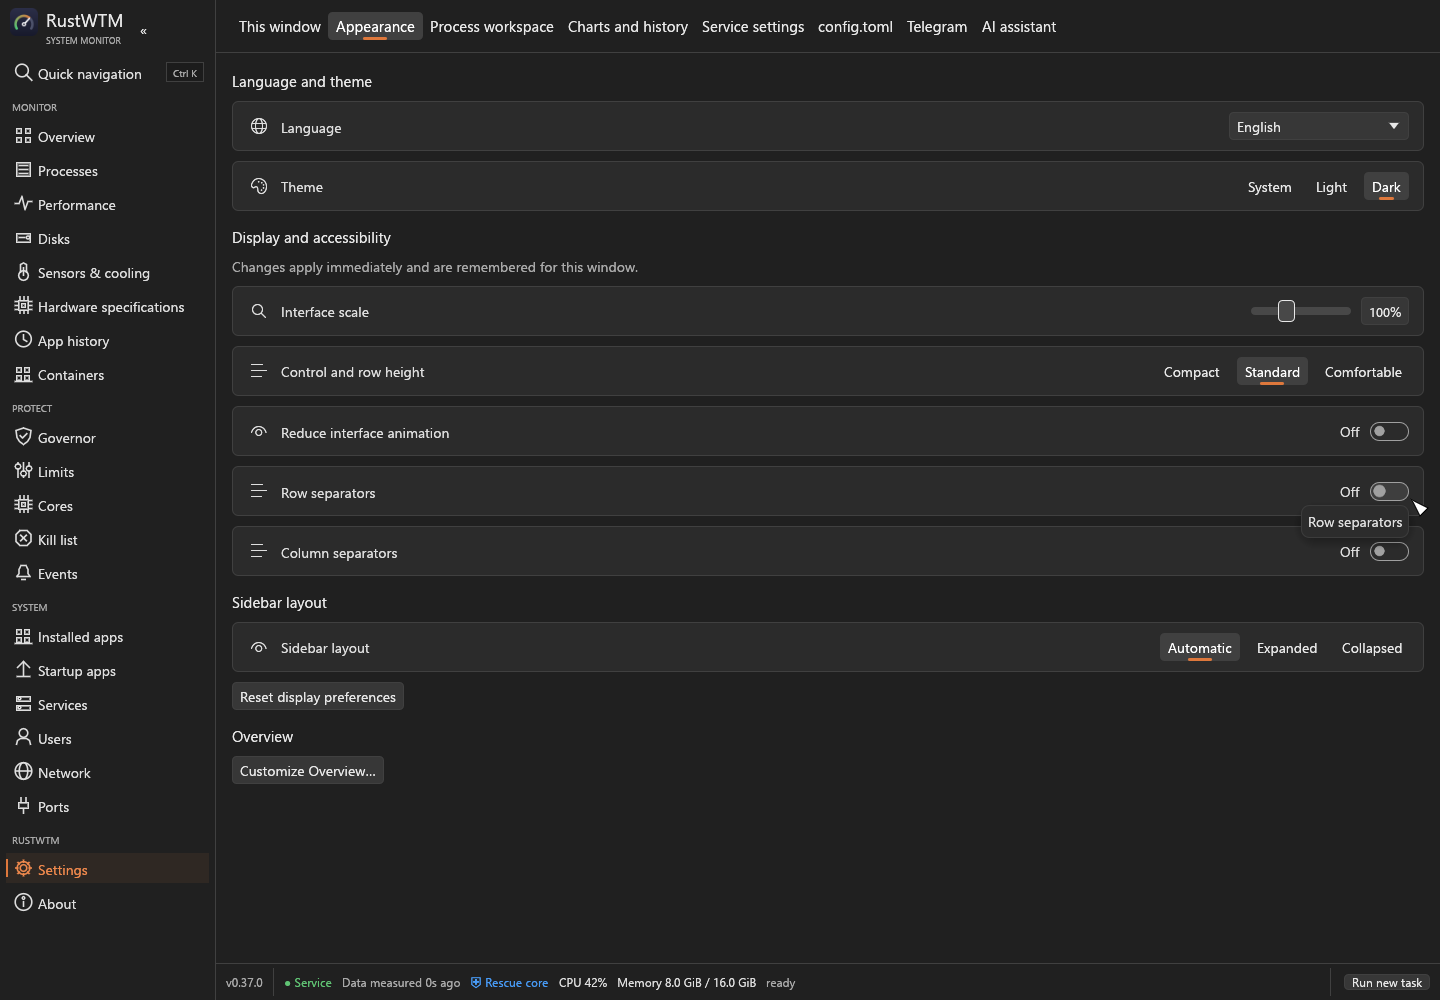 RustWTM
SYSTEM MONITOR
«
Quick navigation
Ctrl K
MONITOR
Overview
Processes
Performance
Disks
Sensors & cooling
Hardware specifications
App history
Containers
PROTECT
Governor
Limits
Cores
Kill list
Events
SYSTEM
Installed apps
Startup apps
Services
Users
Network
Ports
RUSTWTM
Settings
About
This window Appearance Process workspace Charts and history Service settings config.toml Telegram AI assistant
Language and theme
Language English
Theme System Light Dark
Display and accessibility
Changes apply immediately and are remembered for this window.
Interface scale 100%
Control and row height Compact Standard Comfortable
Reduce interface animation Off
Row separators Off
Row separators
Column separators Off
Sidebar layout
Sidebar layout Automatic Expanded Collapsed
Reset display preferences
Overview
Customize Overview...
v0.37.0 Service Data measured 0s ago Rescue core CPU 42% Memory 8.0 GiB / 16.0 GiB ready Run new task